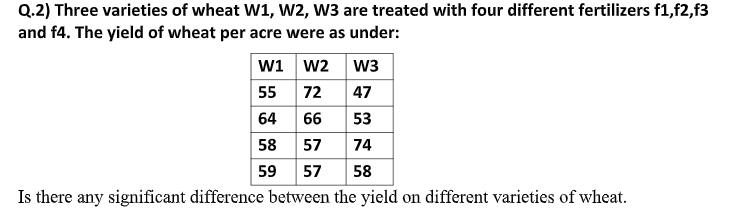 Q.2) Three varieties of wheat W1, W2, W3 are treated with four different fertilizers f1,f2,f3
and f4. The yield of wheat per acre were as under:
W1 W2 W3
55 72 47
64 66 53
58 57 74
59 57 58
Is there any significant difference between the yield on different varieties of wheat.